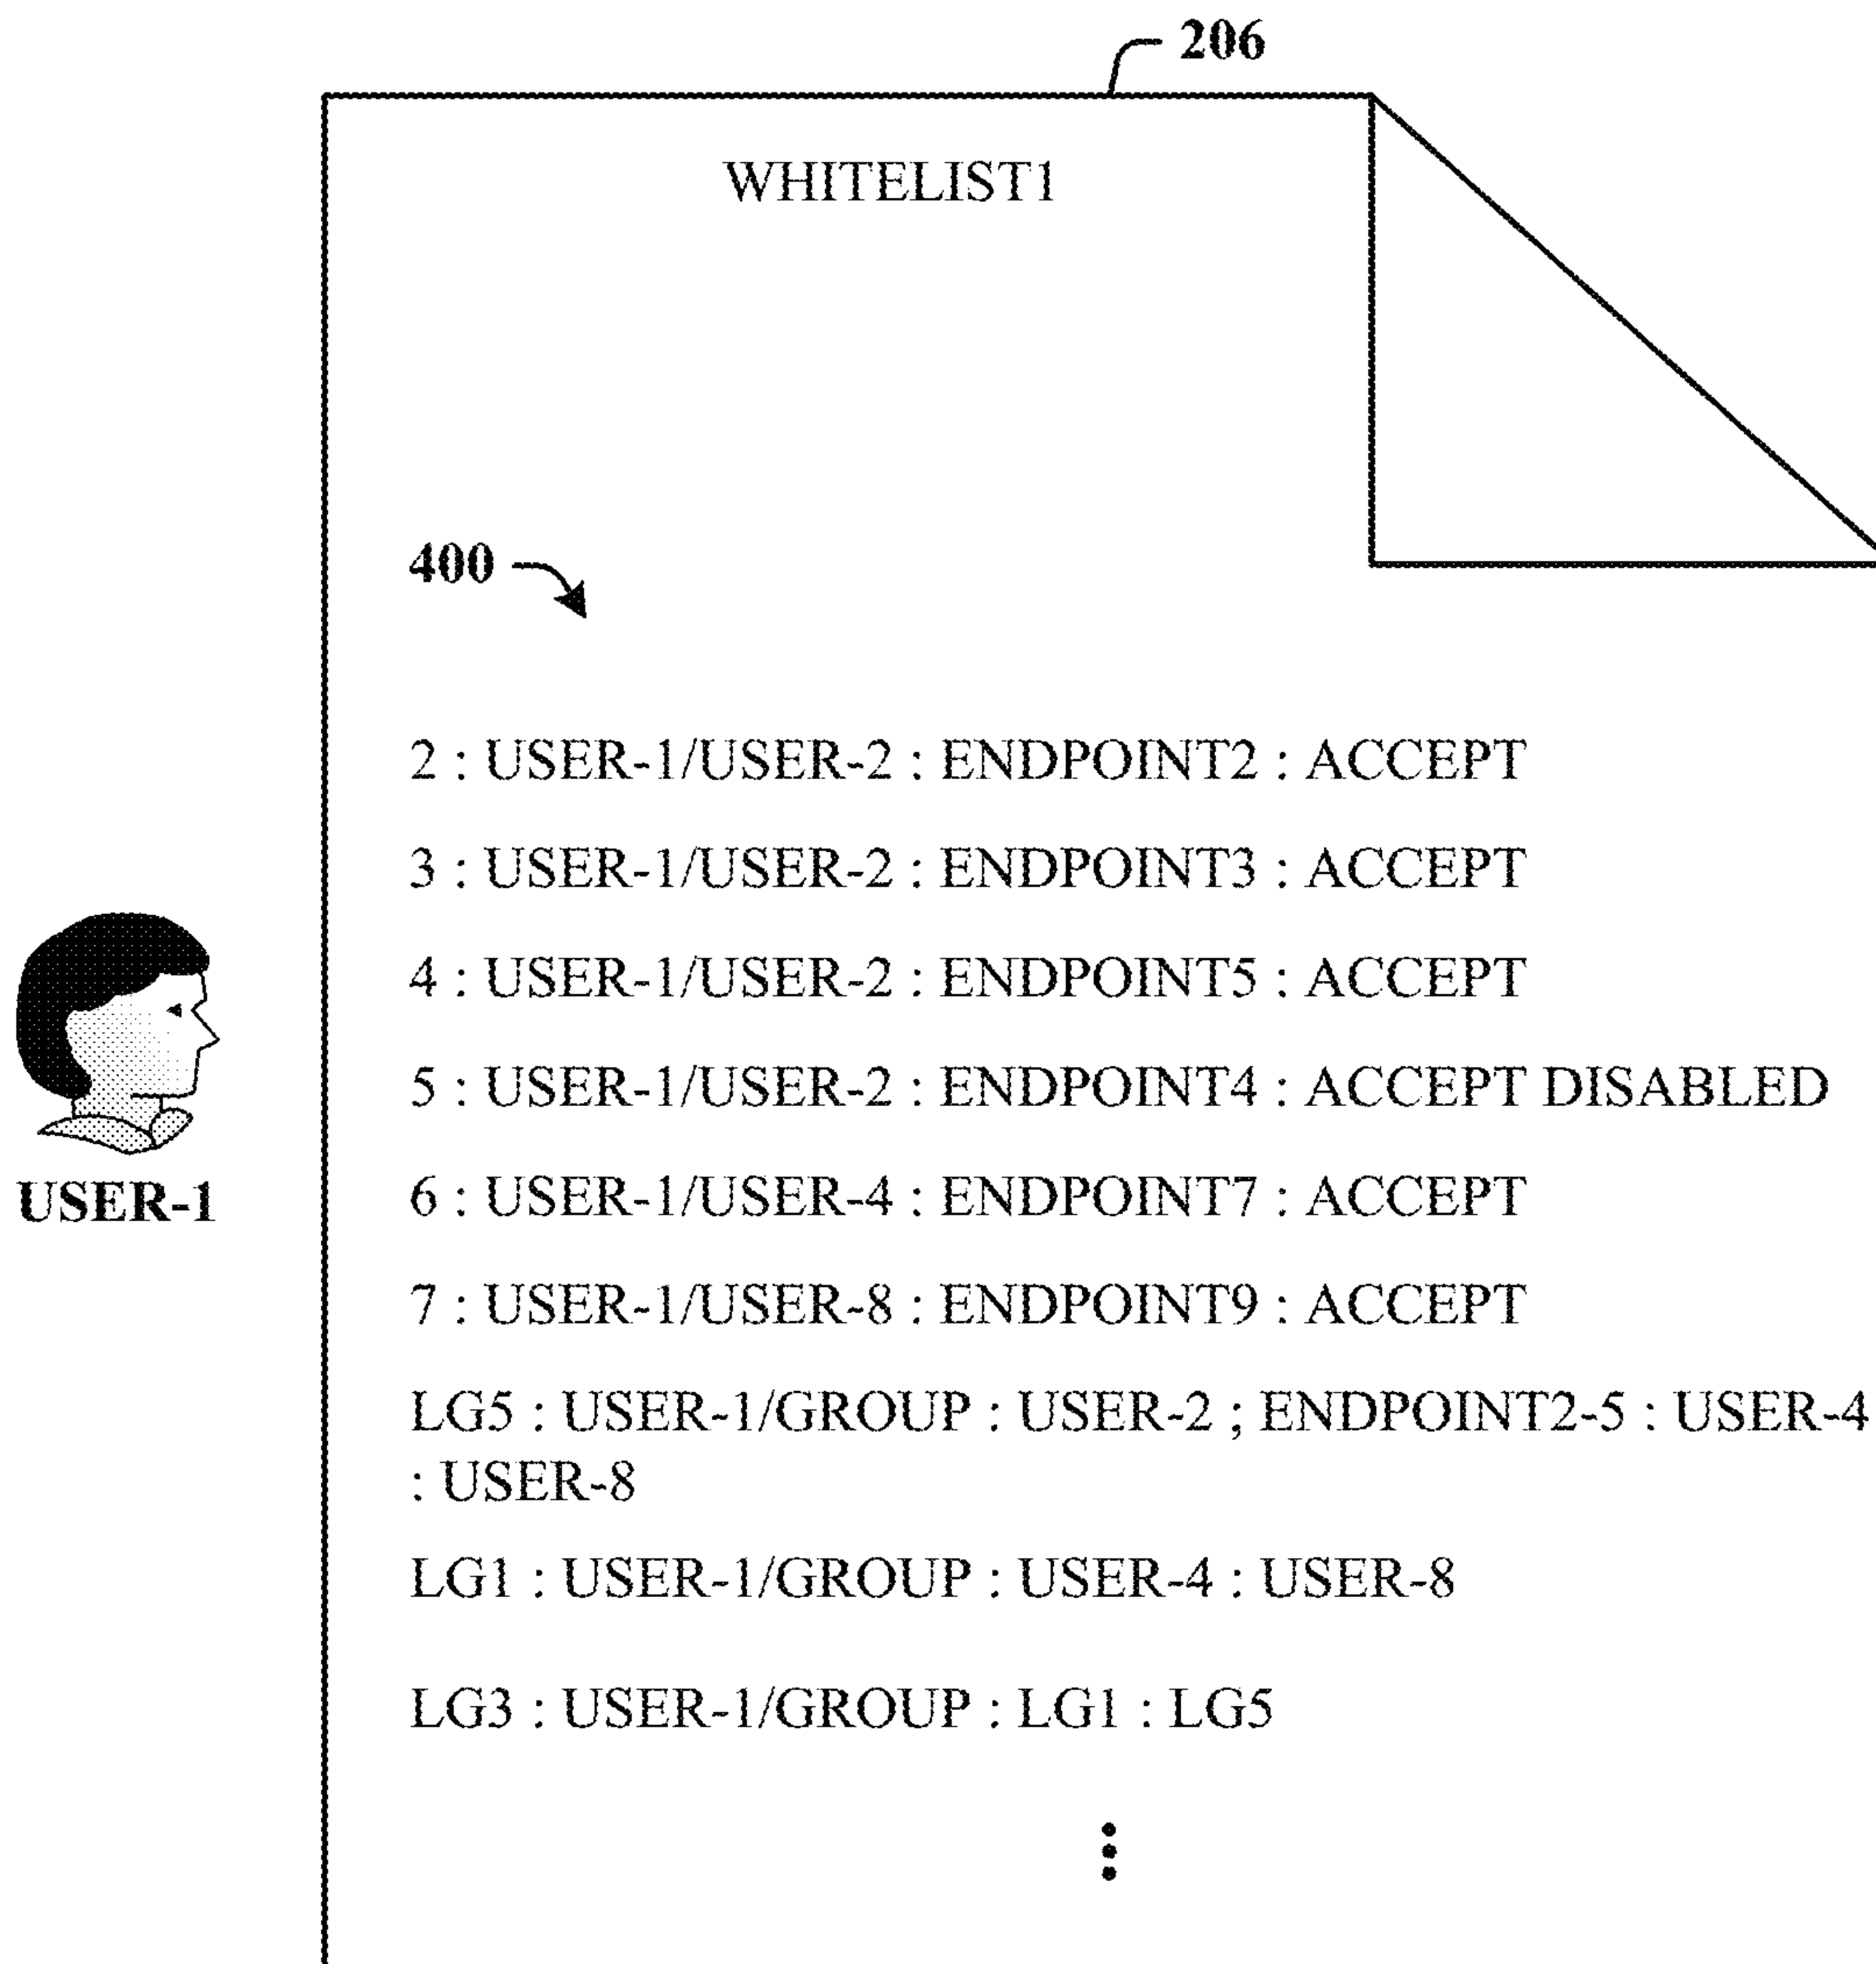 206
WHITELIST1
400
2 : USER-1/USER-2 : ENDPOINT2 : ACCEPT
3 : USER-1/USER-2 : ENDPOINT3 : ACCEPT
4 : USER-1/USER-2 : ENDPOINT5 : ACCEPT
5 : USER-1/USER-2 : ENDPOINT4 : ACCEPT DISABLED
USER-1
6 : USER-1/USER-4 : ENDPOINT7 : ACCEPT
7 : USER-1/USER-8 : ENDPOINT9 : ACCEPT
LG5 : USER-1/GROUP : USER-2 ; ENDPOINT2-5 : USER-4
: USER-8
LG1 : USER-1/GROUP : USER-4 : USER-8
LG3 : USER-1/GROUP : LG1 : LG5